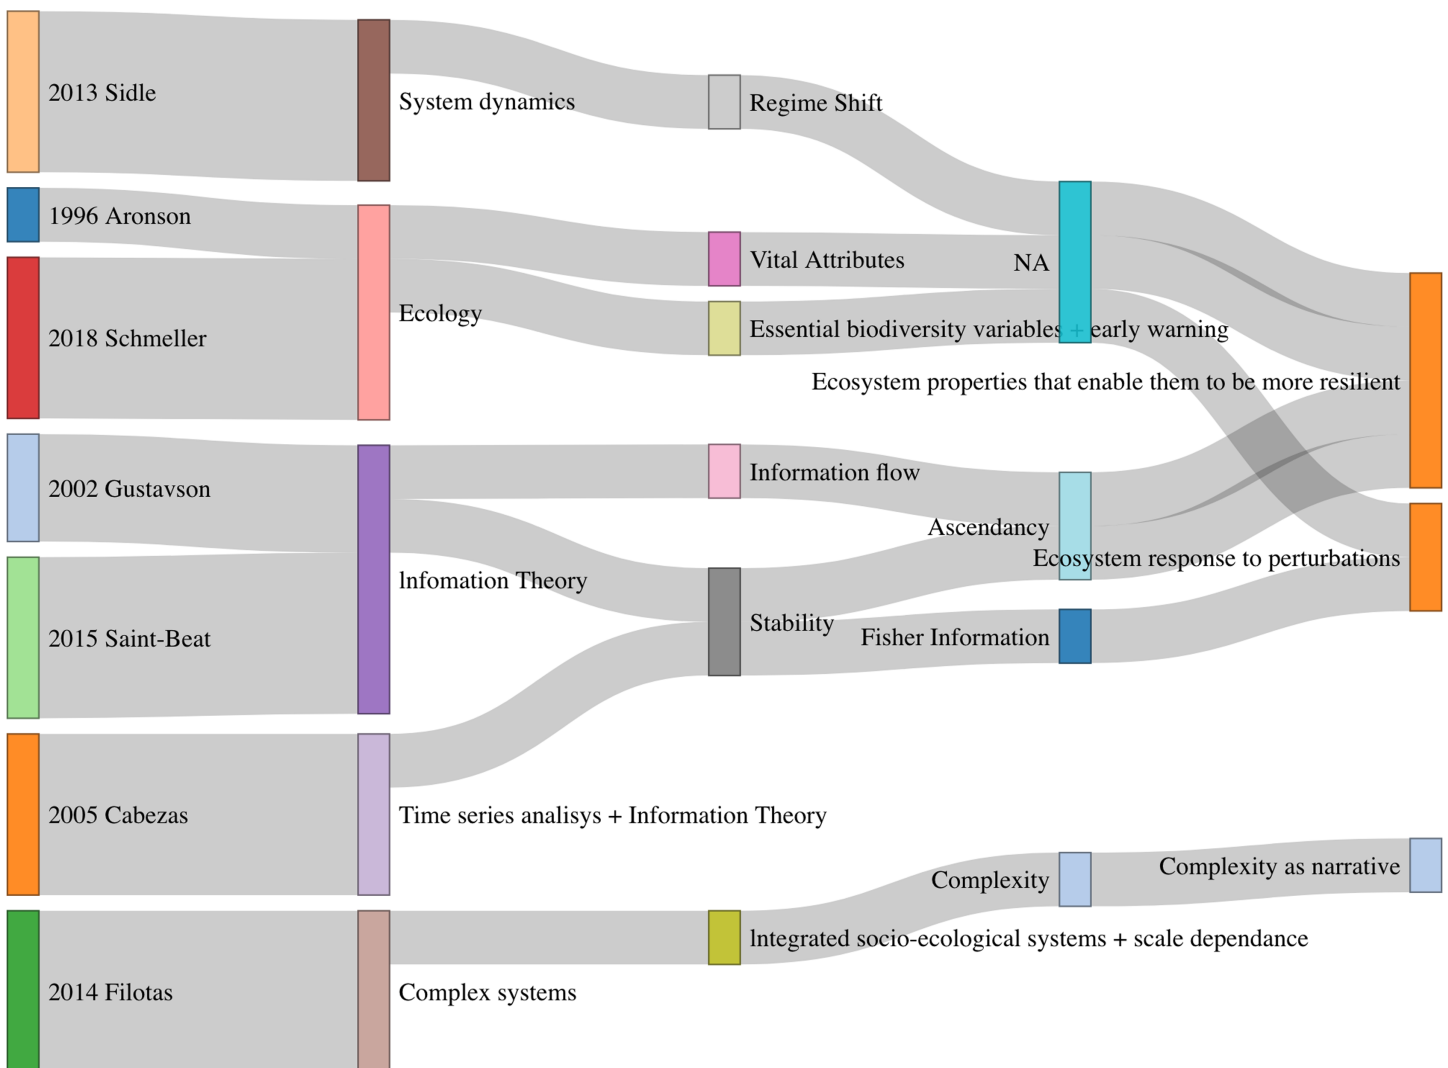 2013 Sidle
1996 Aronson
2018 Schmeller
2002 Gustavson
2015 Saint-Beat
2005 Cabezas
2014 Filotas
System dynamics
Ecology
Infomation Theory
Time series analisys + Information Theory
Complex systems
Regime Shift
Vital Attributes
Essential biodiversity variables + early warning
Information flow
Stability
Integrated socio-ecological systems + scale dependance
NA
Ascendancy
Fisher Information
Complexity
Ecosystem properties that enable them to be more resilient
Ecosystem response to perturbations
Complexity as narrative